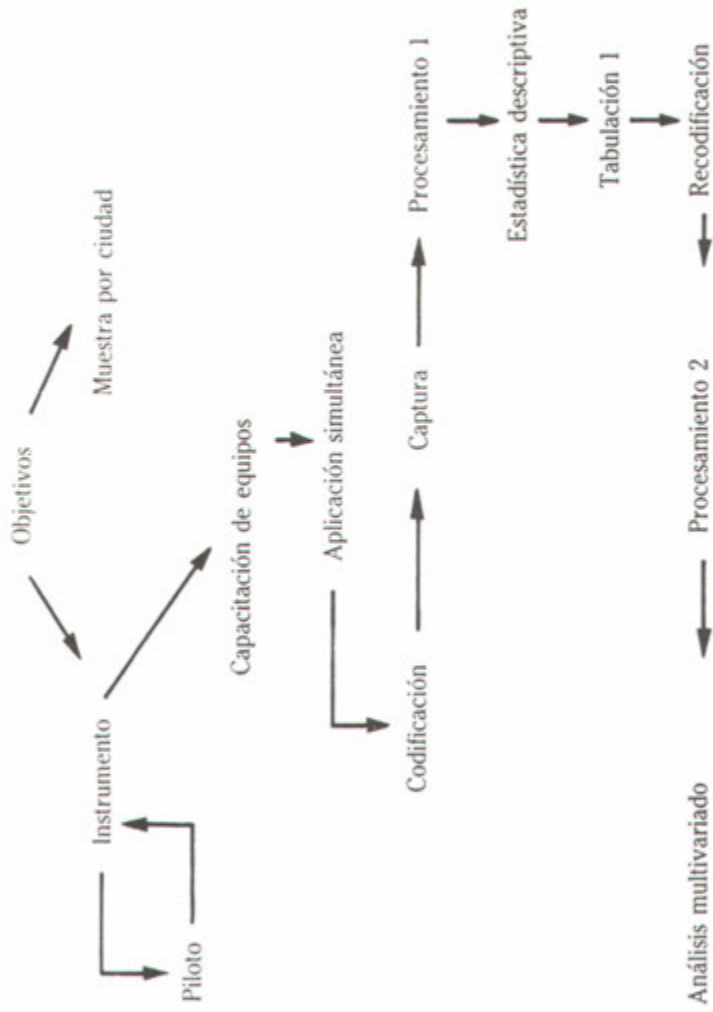 Objetivos
Instrumento
Muestra por ciudad
Piloto
Capacitación de equipos
Aplicación simultánea
Codificación
Captura
Procesamiento 1
Estadística descriptiva
Tabulación 1
Análisis multivariado
Procesamiento 2
Recodificación